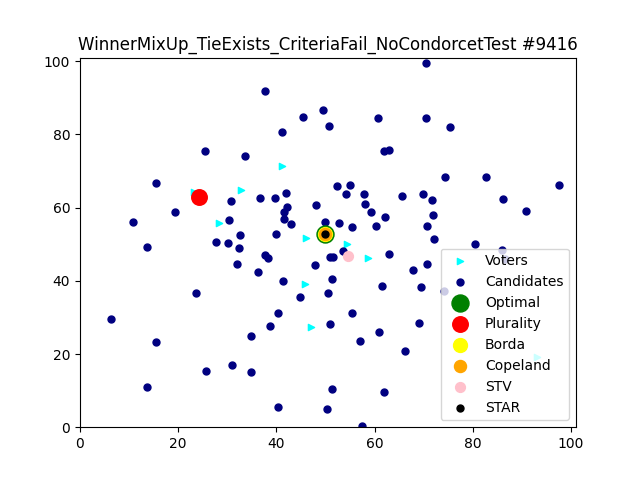 WinnerMixUp_TieExists_CriteriaFail_NoCondorcetTest #9416
100
80
60
40
20
0
0 20 40 60 80 100
Voters
Candidates
Optimal
Plurality
Borda
Copeland
STV
STAR